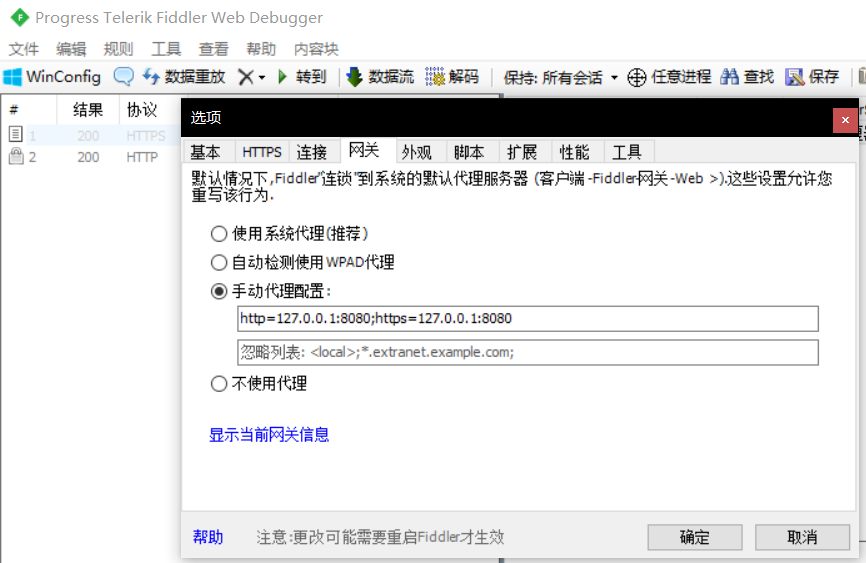 Progress Telerik Fiddler Web Debugger
文件 编辑 规则 工具 查看 帮助 内容块
WinConfig 数据重放 转到 数据流 解码 保持: 所有会话 任意进程 查找 保存
# 结果 协议
1 200 HTTPS
2 200 HTTP
选项
基本 HTTPS 连接 网关 外观 脚本 扩展 性能 工具
默认情况下,Fiddler"连锁"到系统的默认代理服务器 (客户端-Fiddler-网关-Web >).这些设置允许您
重写该行为.
使用系统代理(推荐)
自动检测使用WPAD代理
手动代理配置:
http=127.0.0.1:8080;https=127.0.0.1:8080
忽略列表: <local>;*.extranet.example.com;
不使用代理
显示当前网关信息
帮助 注意:更改可能需要重启Fiddler才生效 确定 取消